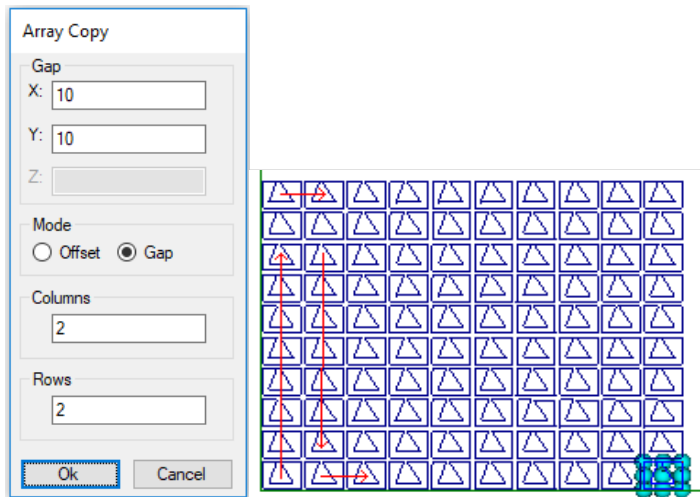 Array Copy
Gap
X: 10
Y: 10
Z:
Mode
Offset Gap
Columns
2
Rows
2
Ok Cancel